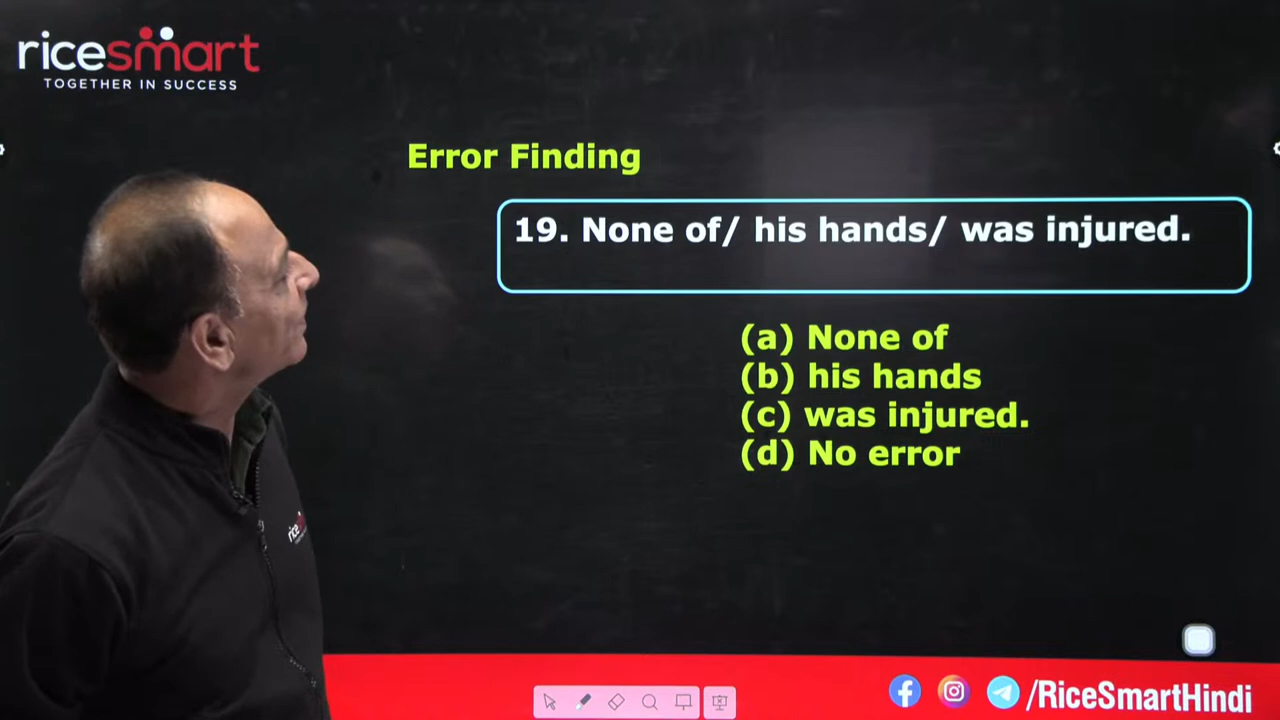 ricesmart
TOGETHER IN SUCCESS
Error Finding
19. None of/ his hands/ was injured.
(a) None of
(b) his hands
(c) was injured.
(d) No error
/RiceSmartHindi